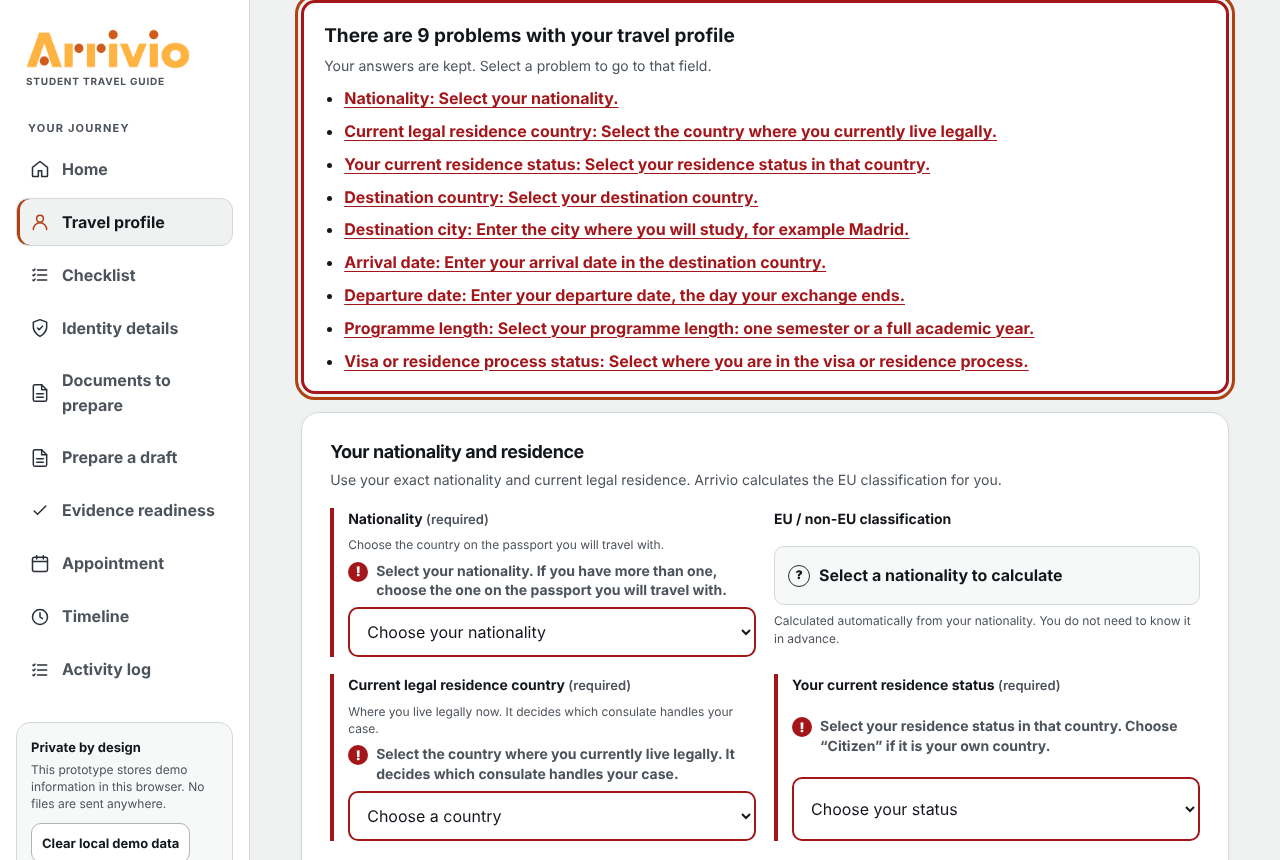 Arrivio
STUDENT TRAVEL GUIDE
YOUR JOURNEY
Home
Travel profile
Checklist
Identity details
Documents to
prepare
Prepare a draft
Evidence readiness
Appointment
Timeline
Activity log
Private by design
This prototype stores demo
information in this browser. No
files are sent anywhere.
Clear local demo data
There are 9 problems with your travel profile
Your answers are kept. Select a problem to go to that field.
Nationality: Select your nationality.
Current legal residence country: Select the country where you currently live legally.
Your current residence status: Select your residence status in that country.
Destination country: Select your destination country.
Destination city: Enter the city where you will study, for example Madrid.
Arrival date: Enter your arrival date in the destination country.
Departure date: Enter your departure date, the day your exchange ends.
Programme length: Select your programme length: one semester or a full academic year.
Visa or residence process status: Select where you are in the visa or residence process.
Your nationality and residence
Use your exact nationality and current legal residence. Arrivio calculates the EU classification for you.
Nationality (required)
Choose the country on the passport you will travel with.
! Select your nationality. If you have more than one,
choose the one on the passport you will travel with.
Choose your nationality
EU / non-EU classification
? Select a nationality to calculate
Calculated automatically from your nationality. You do not need to know it
in advance.
Current legal residence country (required)
Where you live legally now. It decides which consulate handles your
case.
! Select the country where you currently live legally. It
decides which consulate handles your case.
Choose a country
Your current residence status (required)
! Select your residence status in that country. Choose
“Citizen” if it is your own country.
Choose your status